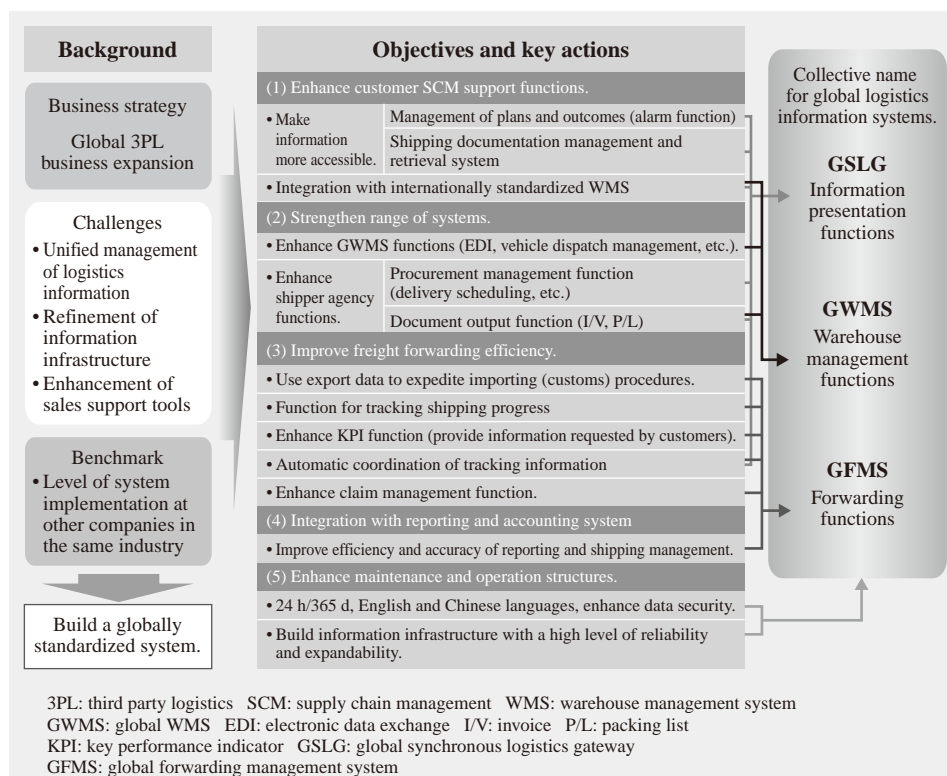 Background
Business strategy
Global 3PL
business expansion
Challenges
• Unified management
of logistics
information
• Refinement of
information
infrastructure
• Enhancement of
sales support tools
Benchmark
• Level of system
implementation at
other companies in
the same industry
Build a globally
standardized system.
Objectives and key actions
(1) Enhance customer SCM support functions.
• Make
information
more accessible.
Management of plans and outcomes (alarm function)
Shipping documentation management and
retrieval system
• Integration with internationally standardized WMS
(2) Strengthen range of systems.
• Enhance GWMS functions (EDI, vehicle dispatch management, etc.).
• Enhance
shipper agency
functions.
Procurement management function
(delivery scheduling, etc.)
Document output function (I/V, P/L)
(3) Improve freight forwarding efficiency.
• Use export data to expedite importing (customs) procedures.
• Function for tracking shipping progress
• Enhance KPI function (provide information requested by customers).
• Automatic coordination of tracking information
• Enhance claim management function.
(4) Integration with reporting and accounting system
• Improve efficiency and accuracy of reporting and shipping management.
(5) Enhance maintenance and operation structures.
• 24 h/365 d, English and Chinese languages, enhance data security.
• Build information infrastructure with a high level of reliability
and expandability.
Collective name
for global logistics
information systems.
GSLG
Information
presentation
functions
GWMS
Warehouse
management
functions
GFMS
Forwarding
functions
3PL: third party logistics SCM: supply chain management WMS: warehouse management system
GWMS: global WMS EDI: electronic data exchange I/V: invoice P/L: packing list
KPI: key performance indicator GSLG: global synchronous logistics gateway
GFMS: global forwarding management system